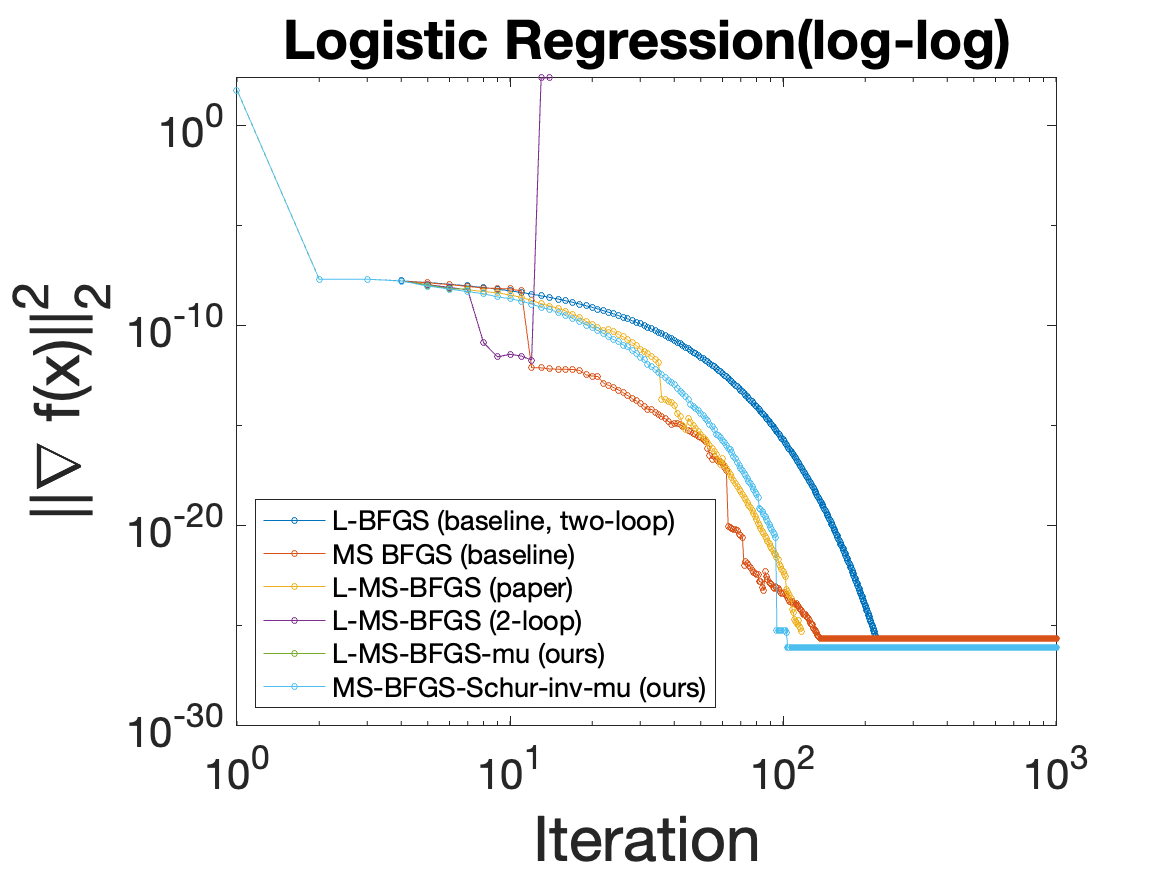 Logistic Regression(log-log)
10^0
10^-10
10^-20
10^-30
||∇ f(x)||_2^2
L-BFGS (baseline, two-loop)
MS BFGS (baseline)
L-MS-BFGS (paper)
L-MS-BFGS (2-loop)
L-MS-BFGS-mu (ours)
MS-BFGS-Schur-inv-mu (ours)
10^0 10^1 10^2 10^3
Iteration